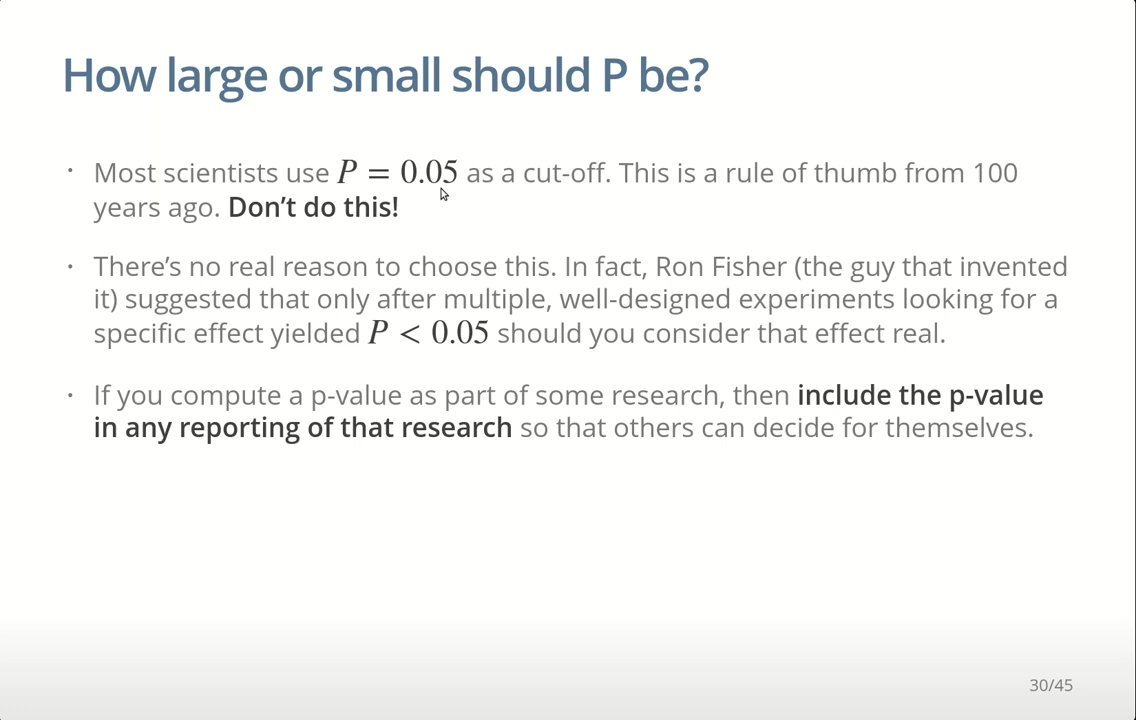 How large or small should P be?
· Most scientists use P = 0.05 as a cut-off. This is a rule of thumb from 100
years ago. Don’t do this!
· There’s no real reason to choose this. In fact, Ron Fisher (the guy that invented
it) suggested that only after multiple, well-designed experiments looking for a
specific effect yielded P < 0.05 should you consider that effect real.
· If you compute a p-value as part of some research, then include the p-value
in any reporting of that research so that others can decide for themselves.
30/45